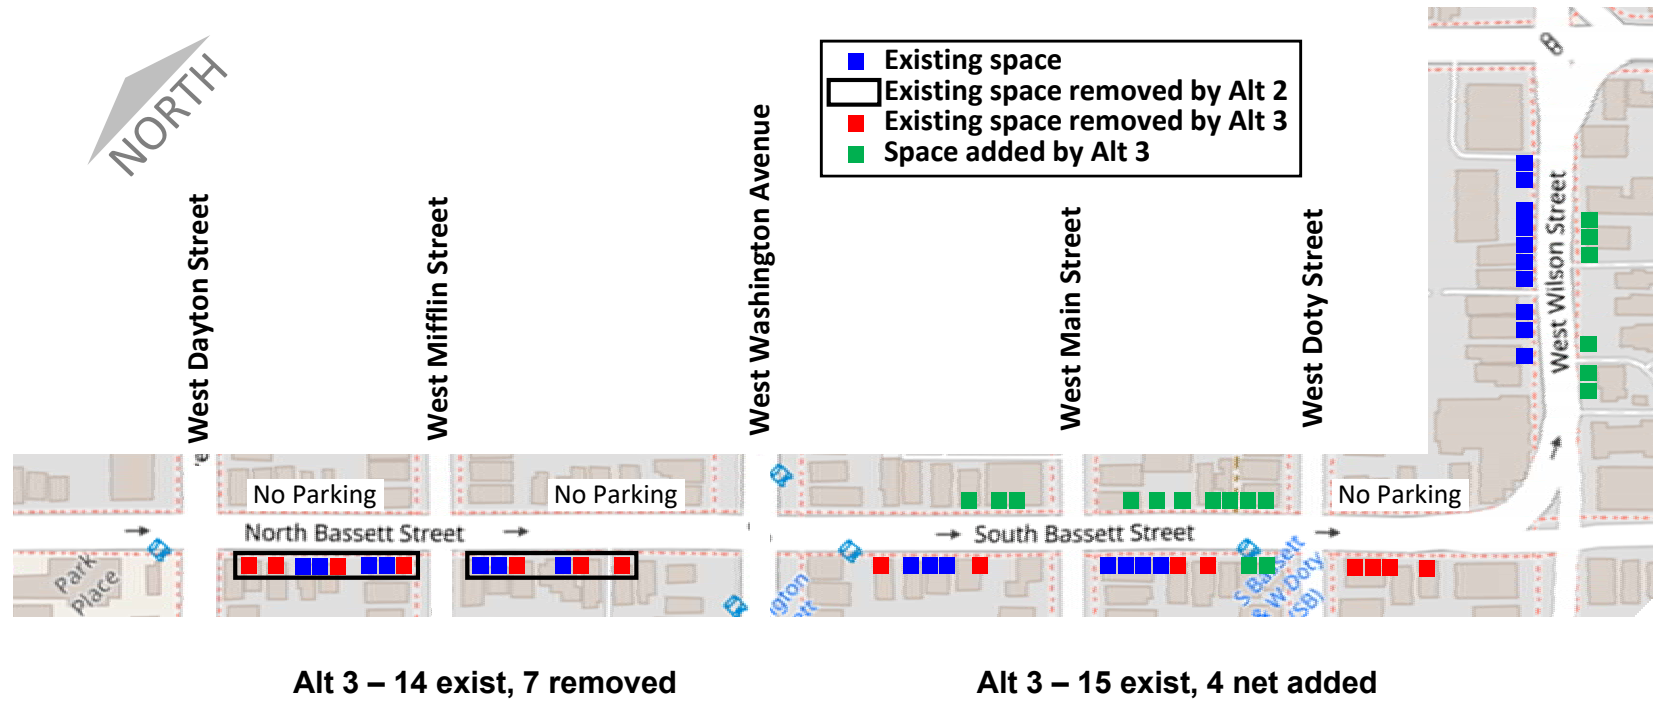 NORTH
Existing space
Existing space removed by Alt 2
Existing space removed by Alt 3
Space added by Alt 3
West Dayton Street
West Mifflin Street
West Washington Avenue
West Main Street
West Doty Street
West Wilson Street
No Parking
No Parking
No Parking
North Bassett Street
South Bassett Street
Park
Place
S Bassett
& W Doty
(SB)
Alt 3 – 14 exist, 7 removed
Alt 3 – 15 exist, 4 net added